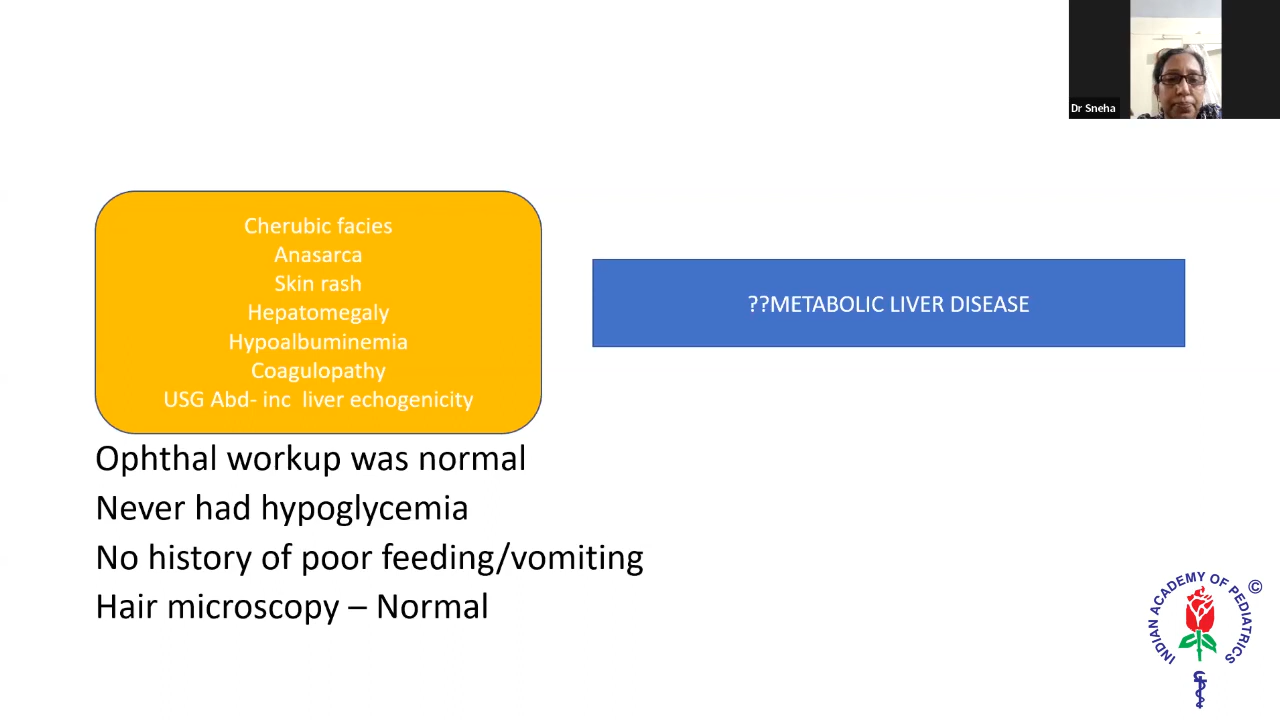 Dr Sneha
Cherubic facies
Anasarca
Skin rash
Hepatomegaly
Hypoalbuminemia
Coagulopathy
USG Abd- inc  liver echogenicity
??METABOLIC LIVER DISEASE
Ophthal workup was normal
Never had hypoglycemia
No history of poor feeding/vomiting
Hair microscopy – Normal
INDIAN ACADEMY OF PEDIATRICS ©